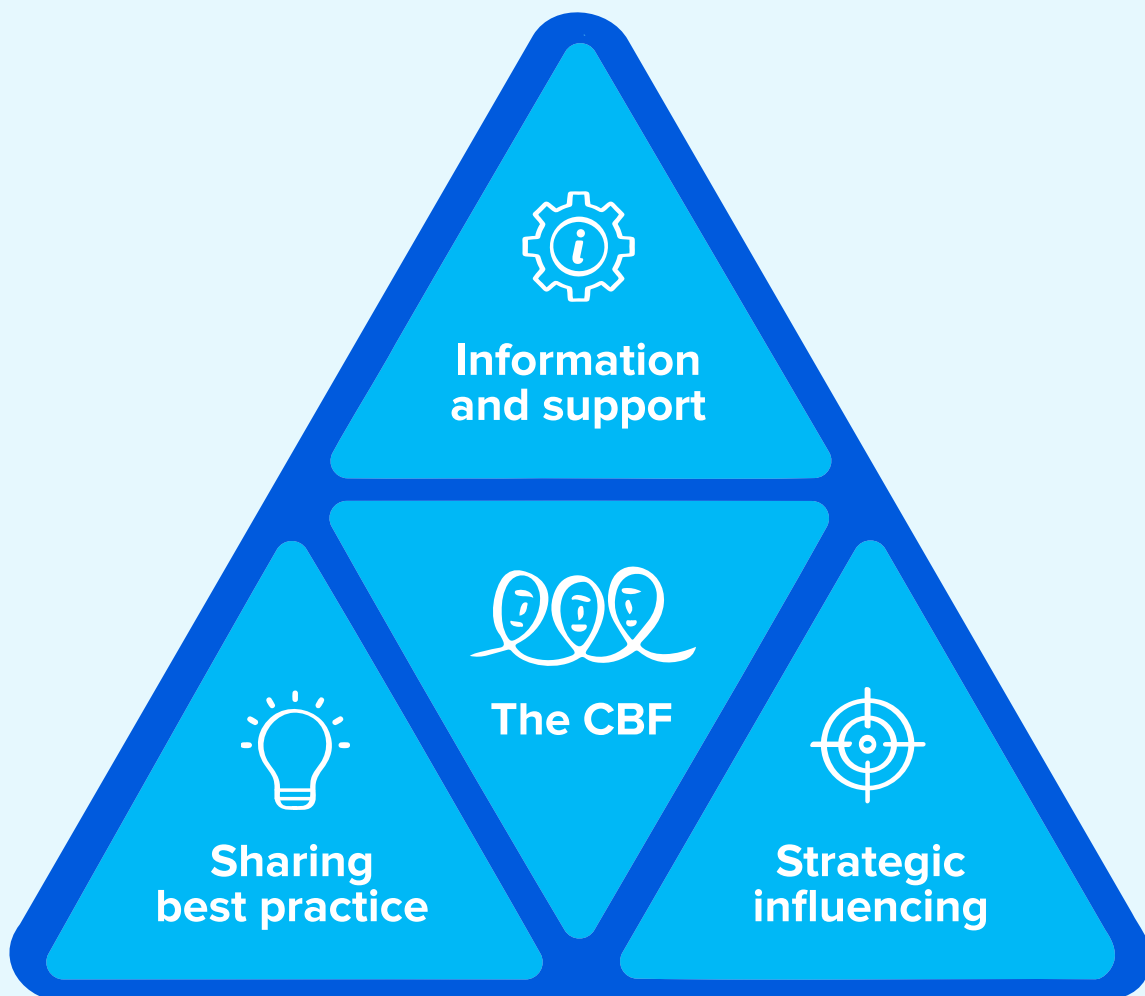 i
Information
and support
The CBF
Sharing
best practice
Strategic
influencing